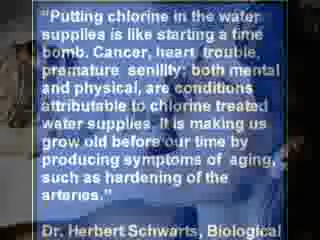 “Putting chlorine in the water
supplies is like starting a time
bomb. Cancer, heart trouble,
premature senility; both mental
and physical, are conditions
attributable to chlorine treated
water supplies. It is making us
grow old before our time by
producing symptoms of aging,
such as hardening of the
arteries.”
Dr. Herbert Schwarts, Biological